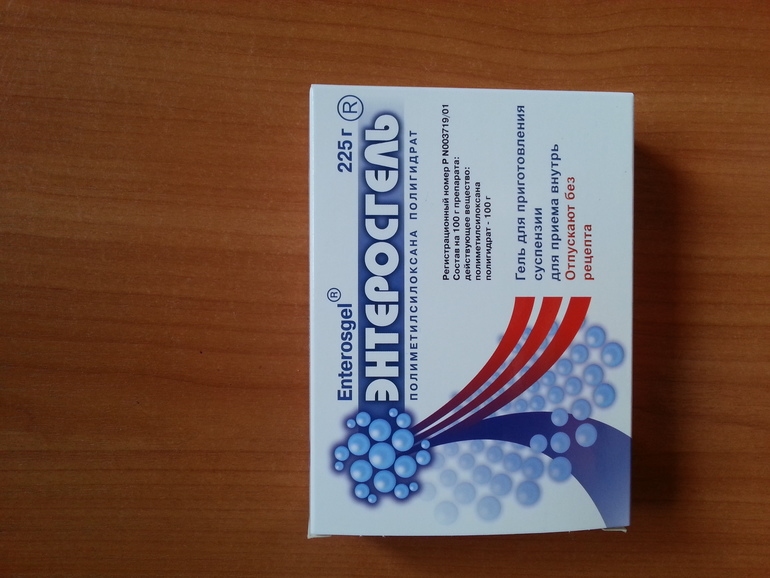 Enterosgel® 225 г ®
ЭНТЕРОСГЕЛЬ
ПОЛИМЕТИЛСИЛОКСАНА ПОЛИГИДРАТ
Регистрационный номер Р N003719/01
Состав на 100 г препарата:
действующее вещество:
полиметилсилоксана
полигидрат - 100 г
Гель для приготовления
суспензии
для приема внутрь
Отпускают без
рецепта